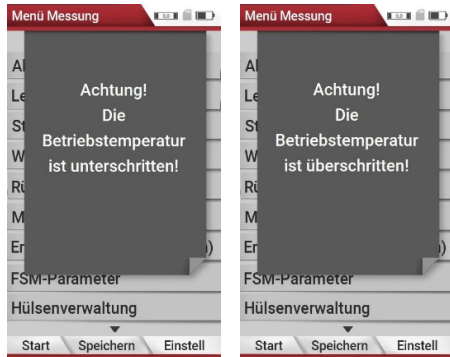 Menü Messung
Achtung!
Die
Betriebstemperatur
ist unterschritten!
FSM-Parameter
Hülsenverwaltung
Start Speichern Einstell
Menü Messung
Achtung!
Die
Betriebstemperatur
ist überschritten!
FSM-Parameter
Hülsenverwaltung
Start Speichern Einstell